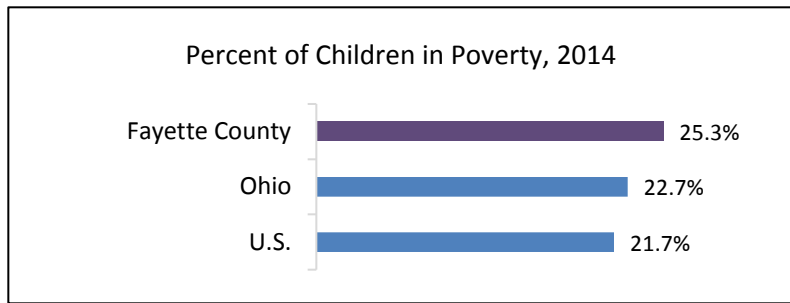 Percent of Children in Poverty, 2014
Fayette County 25.3%
Ohio 22.7%
U.S. 21.7%